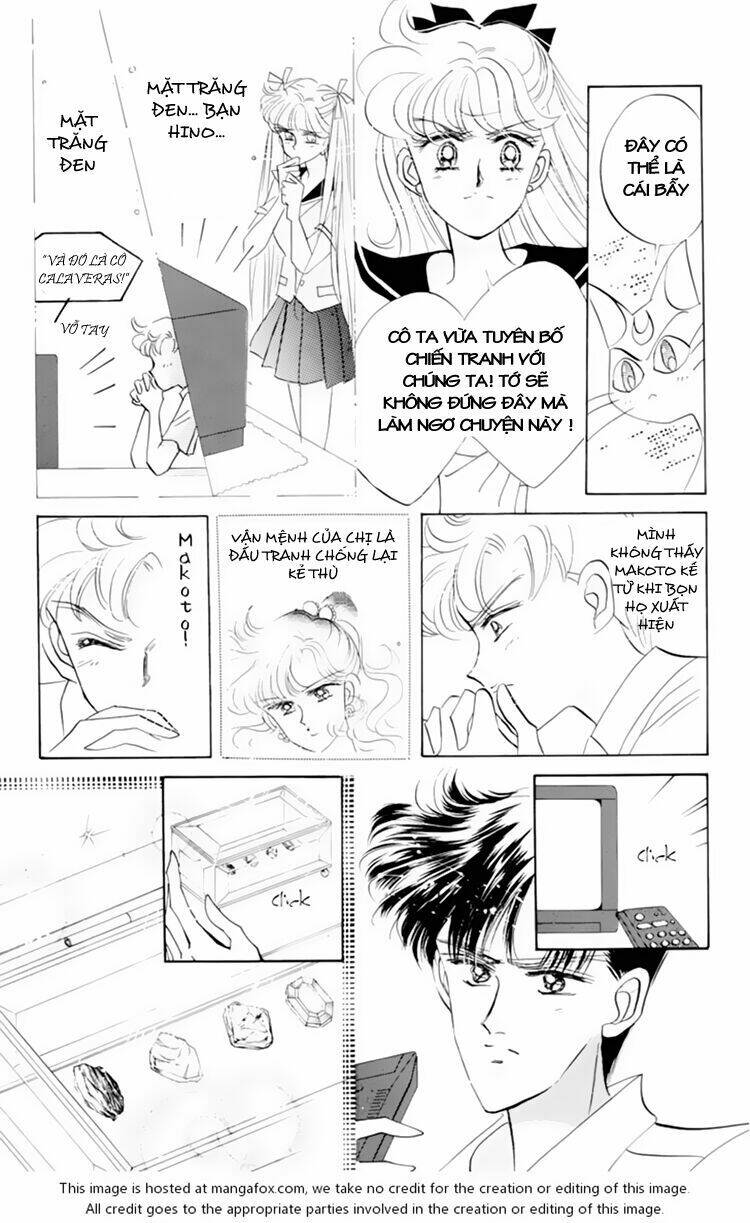 MẶT TRĂNG
ĐEN... BẠN
HINO...
MẶT
TRĂNG
ĐEN
ĐÂY CÓ
THỂ LÀ
CÁI BẪY
"VÀ ĐÓ LÀ CÔ
CALAVERAS!"
VỖ TAY
CÔ TA VỪA TUYÊN BỐ
CHIẾN TRANH VỚI
CHÚNG TA! TỚ SẼ
KHÔNG ĐỨNG ĐÂY MÀ
LÀM NGƠ CHUYỆN NÀY !
Makoto!
VẬN MỆNH CỦA CHỊ LÀ
ĐẤU TRANH CHỐNG LẠI
KẺ THÙ
MÌNH
KHÔNG THẤY
MAKOTO KỂ
TỪ KHI BỌN
HỌ XUẤT
HIỆN
Click
Click
This image is hosted at mangafox.com, we take no credit for the creation or editing of this image.
All credit goes to the appropriate parties involved in the creation or editing of this image.